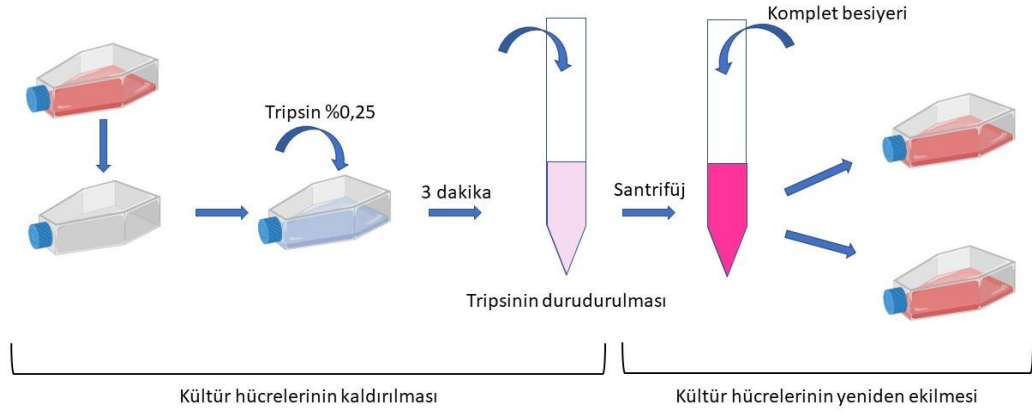 Komplet besiyeri
Tripsin %0,25
3 dakika
Santrifüj
Tripsinin durudurulması
Kültür hücrelerinin kaldırılması
Kültür hücrelerinin yeniden ekilmesi